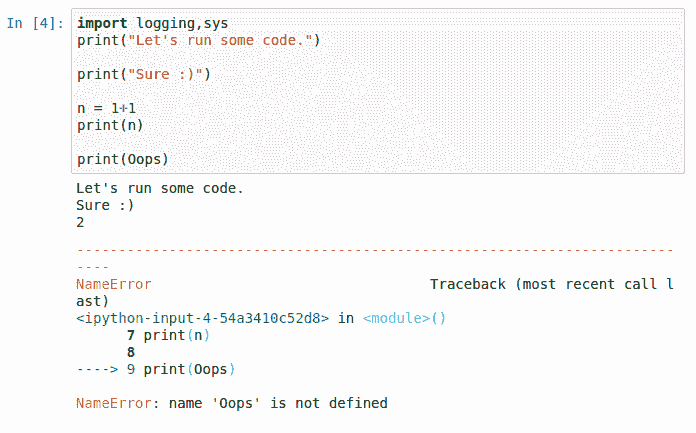 In [4]: import logging,sys
print("Let's run some code.")
print("Sure :)")
n = 1+1
print(n)
print(Oops)
Let's run some code.
Sure :)
2
---------------------------------------------------------------------------
----
NameError                                 Traceback (most recent call l
ast)
<ipython-input-4-54a3410c52d8> in <module>()
      7 print(n)
      8
----> 9 print(Oops)
NameError: name 'Oops' is not defined